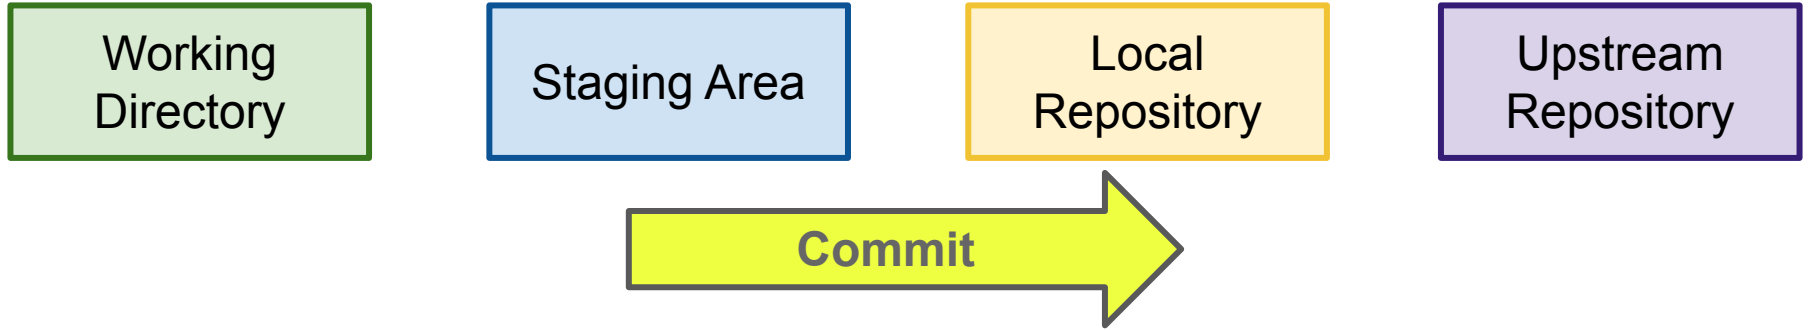 Working
Directory
Staging Area
Local
Repository
Upstream
Repository
Commit